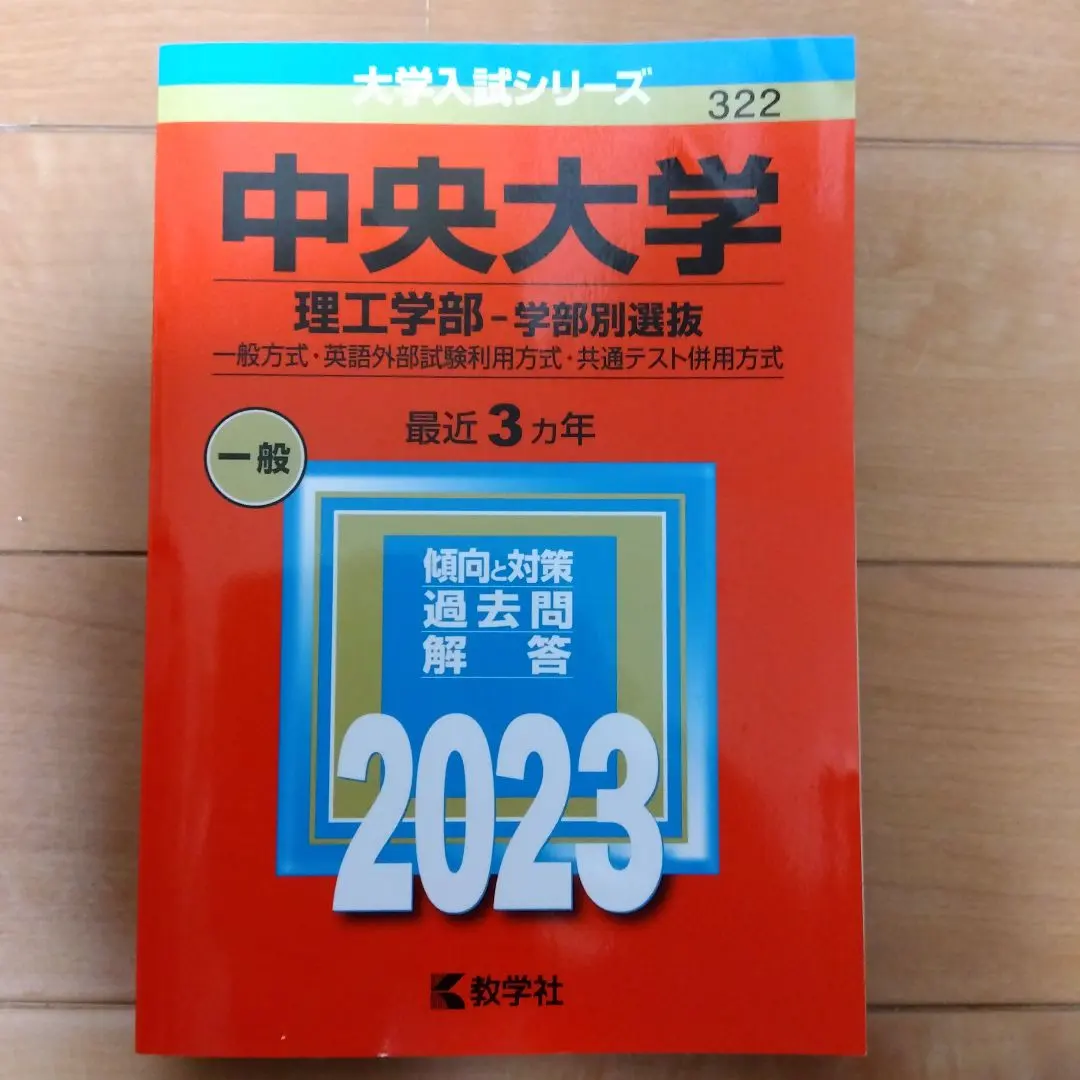 大学入試シリーズ
322
中央大学
理工学部-学部別選抜
一般方式・英語外部試験利用方式・共通テスト併用方式
最近3ヵ年
一般
傾向と対策
過去問
解答
2023
教学社